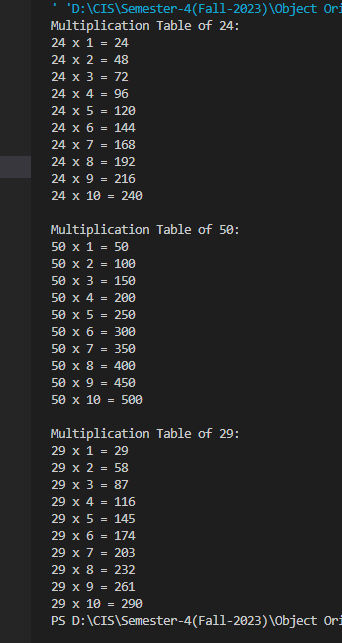 ' 'D:\CIS\Semester-4(Fall-2023)\Object Ori
Multiplication Table of 24:
24 x 1 = 24
24 x 2 = 48
24 x 3 = 72
24 x 4 = 96
24 x 5 = 120
24 x 6 = 144
24 x 7 = 168
24 x 8 = 192
24 x 9 = 216
24 x 10 = 240

Multiplication Table of 50:
50 x 1 = 50
50 x 2 = 100
50 x 3 = 150
50 x 4 = 200
50 x 5 = 250
50 x 6 = 300
50 x 7 = 350
50 x 8 = 400
50 x 9 = 450
50 x 10 = 500

Multiplication Table of 29:
29 x 1 = 29
29 x 2 = 58
29 x 3 = 87
29 x 4 = 116
29 x 5 = 145
29 x 6 = 174
29 x 7 = 203
29 x 8 = 232
29 x 9 = 261
29 x 10 = 290
PS D:\CIS\Semester-4(Fall-2023)\Object Ori